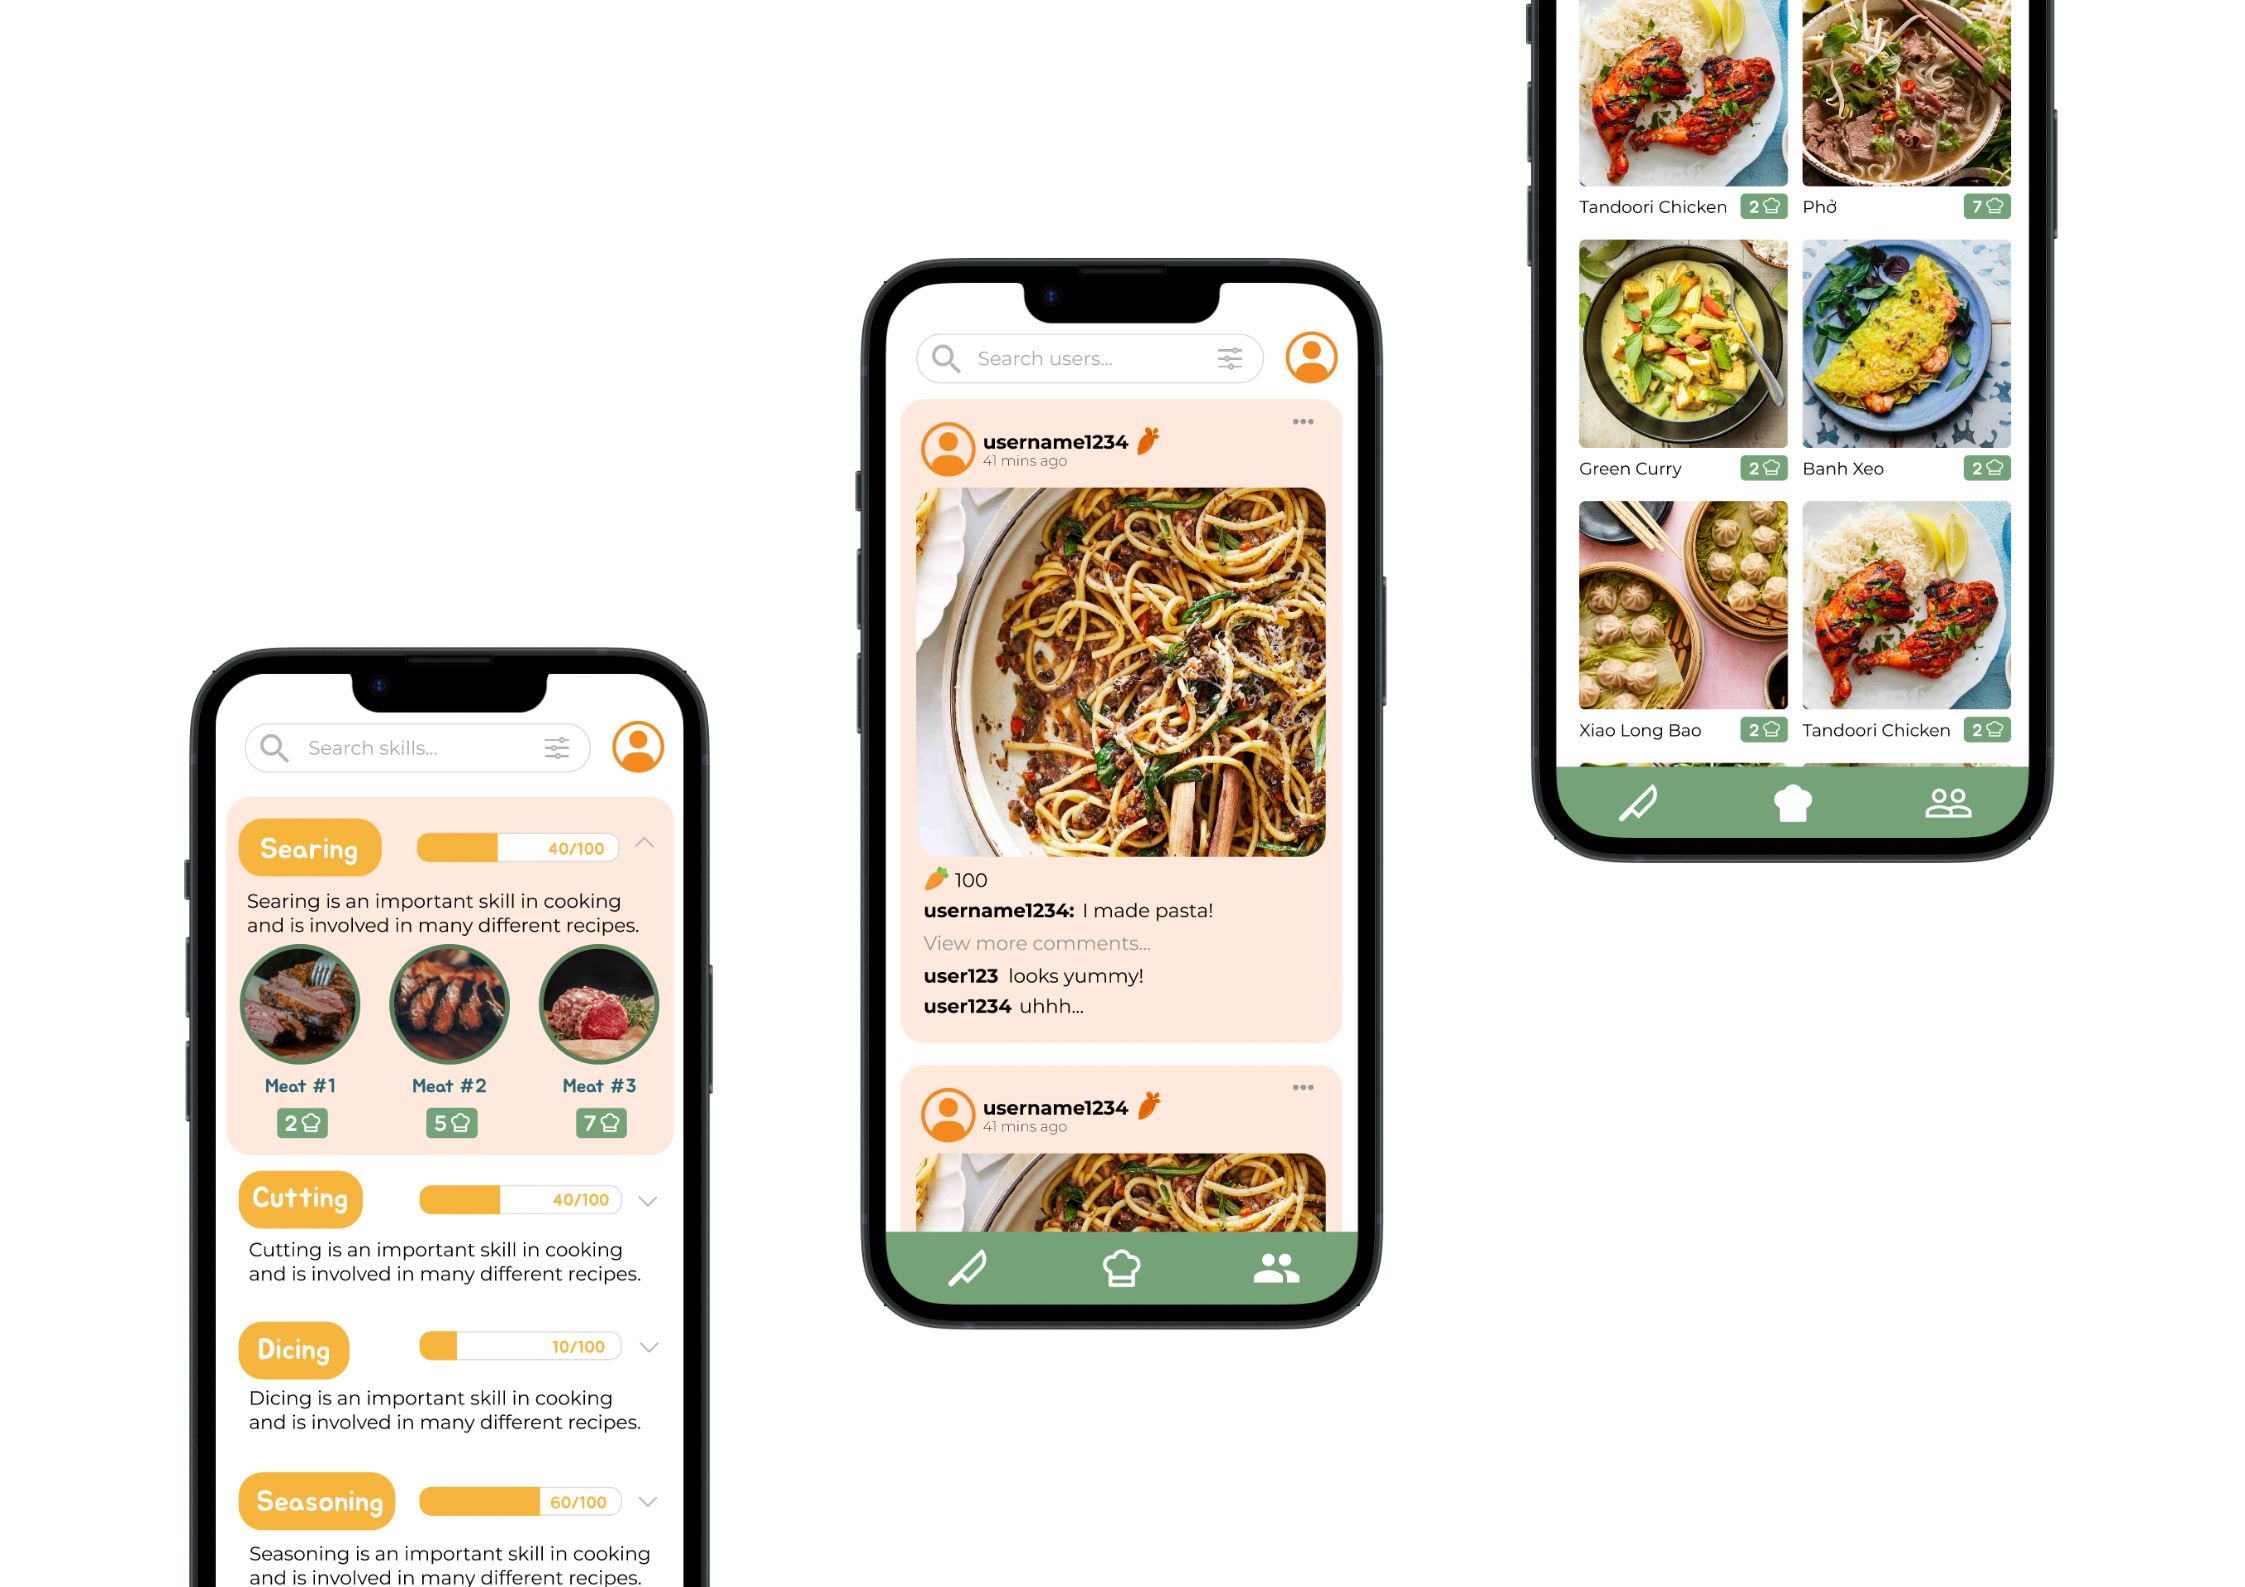 Search skills...
Searing
40/100
Searing is an important skill in cooking
and is involved in many different recipes.
Meat #1
Meat #2
Meat #3
2
5
7
Cutting
40/100
Cutting is an important skill in cooking
and is involved in many different recipes.
Dicing
10/100
Dicing is an important skill in cooking
and is involved in many different recipes.
Seasoning
60/100
Seasoning is an important skill in cooking
and is involved in many different recipes.
Search users...
username1234
41 mins ago
100
username1234: I made pasta!
View more comments...
user123 looks yummy!
user1234 uhhh...
username1234
41 mins ago
Tandoori Chicken 2
Phở 7
Green Curry 2
Banh Xeo 2
Xiao Long Bao 2
Tandoori Chicken 2